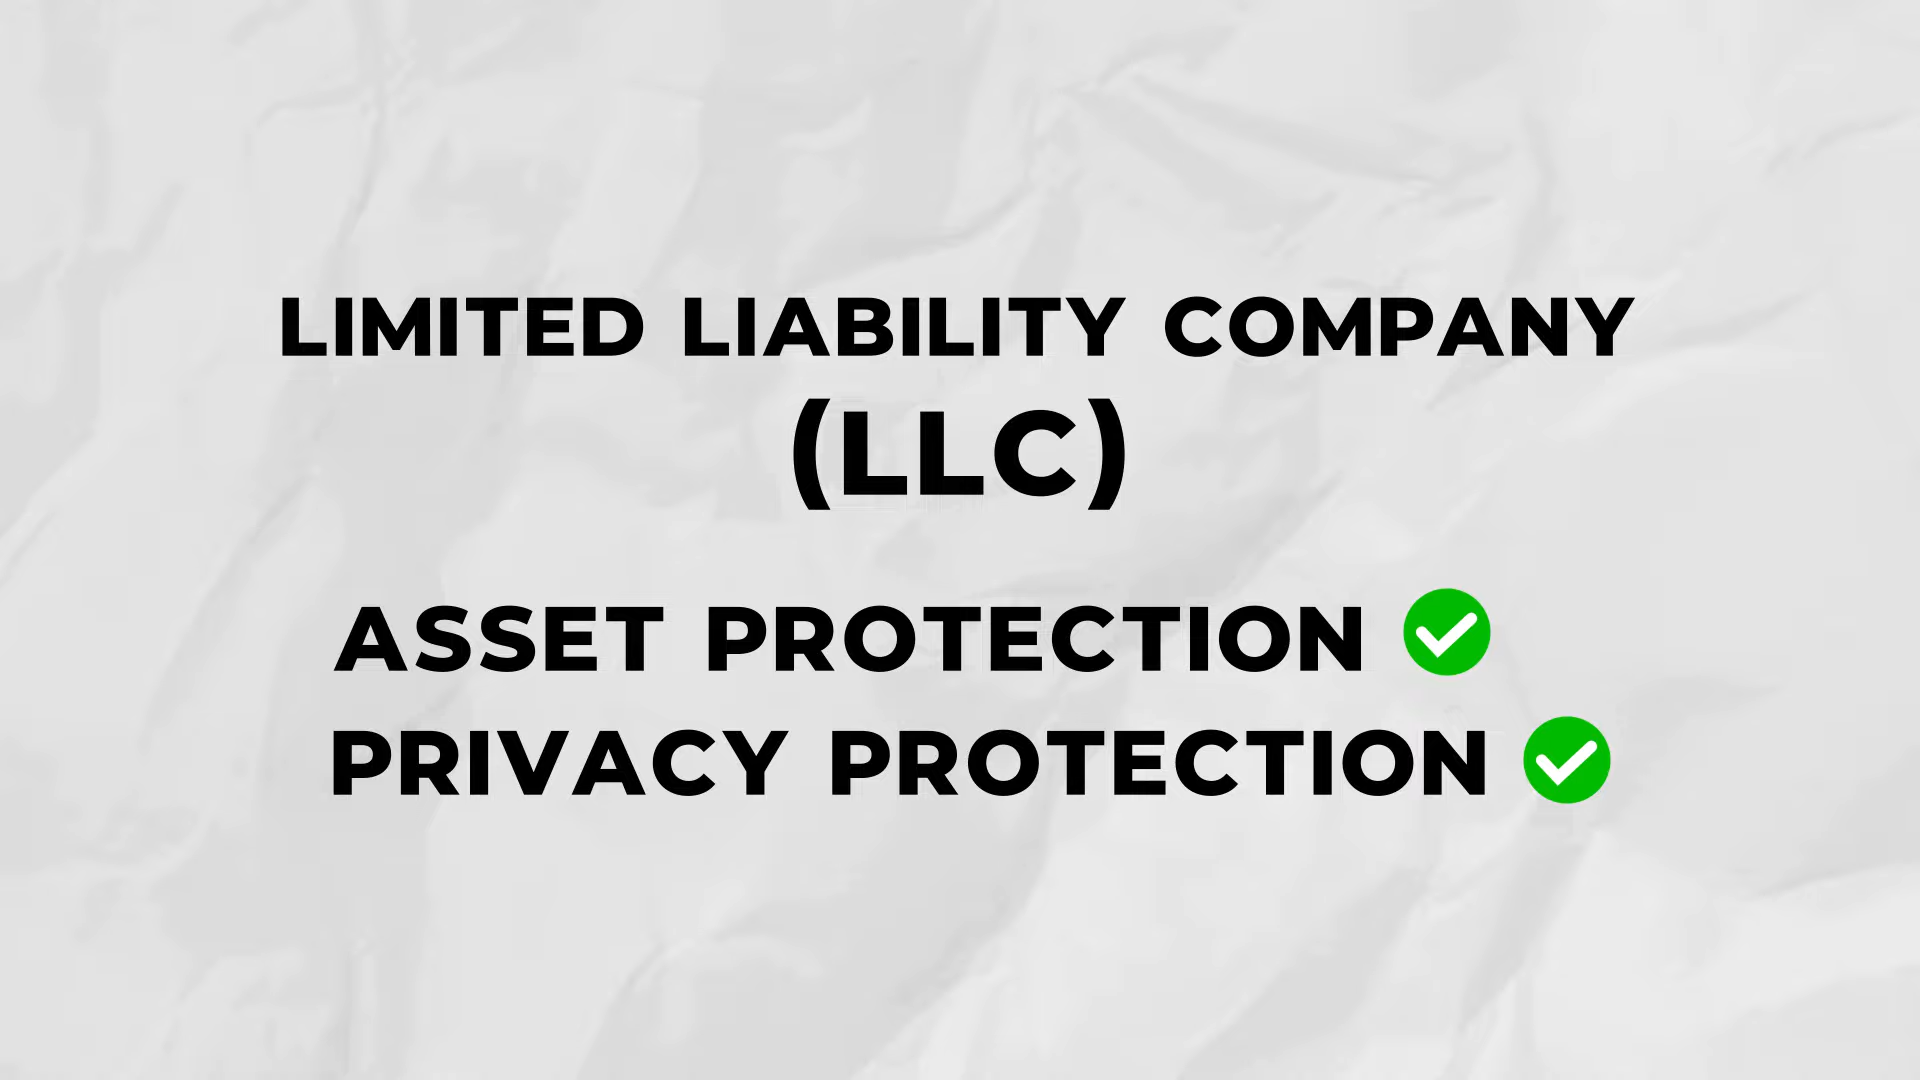 LIMITED LIABILITY COMPANY
(LLC)
ASSET PROTECTION
PRIVACY PROTECTION